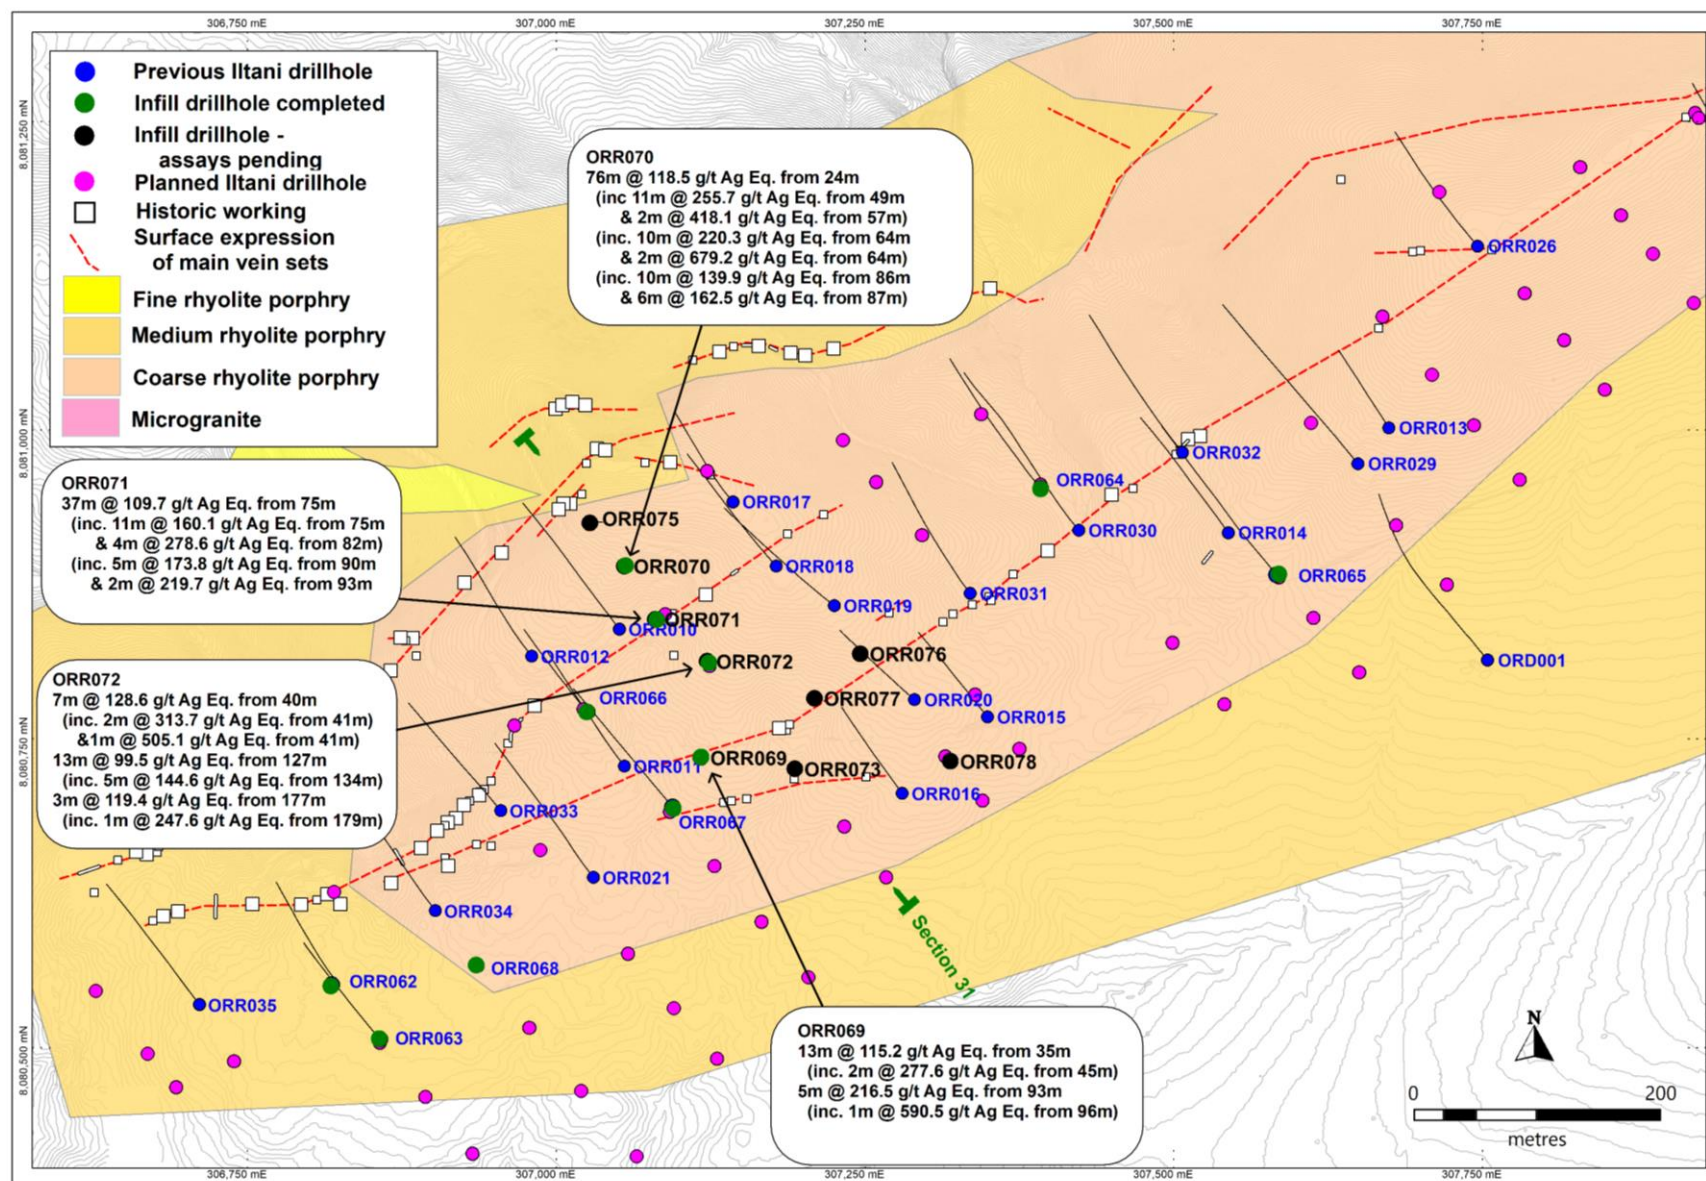 306,750 mE
307,000 mE
307,250 mE
307,500 mE
307,750 mE
8,081,250 mN
8,081,000 mN
8,080,750 mN
8,080,500 mN
Previous Iltani drillhole
Infill drillhole completed
Infill drillhole -
assays pending
Planned Iltani drillhole
Historic working
Surface expression
of main vein sets
Fine rhyolite porphry
Medium rhyolite porphry
Coarse rhyolite porphry
Microgranite
ORR070
76m @ 118.5 g/t Ag Eq. from 24m
(inc 11m @ 255.7 g/t Ag Eq. from 49m
& 2m @ 418.1 g/t Ag Eq. from 57m)
(inc. 10m @ 220.3 g/t Ag Eq. from 64m
& 2m @ 679.2 g/t Ag Eq. from 64m)
(inc. 10m @ 139.9 g/t Ag Eq. from 86m
& 6m @ 162.5 g/t Ag Eq. from 87m)
ORR071
37m @ 109.7 g/t Ag Eq. from 75m
(inc. 11m @ 160.1 g/t Ag Eq. from 75m
& 4m @ 278.6 g/t Ag Eq. from 82m)
(inc. 5m @ 173.8 g/t Ag Eq. from 90m
& 2m @ 219.7 g/t Ag Eq. from 93m
ORR072
7m @ 128.6 g/t Ag Eq. from 40m
(inc. 2m @ 313.7 g/t Ag Eq. from 41m)
&1m @ 505.1 g/t Ag Eq. from 41m)
13m @ 99.5 g/t Ag Eq. from 127m
(inc. 5m @ 144.6 g/t Ag Eq. from 134m)
3m @ 119.4 g/t Ag Eq. from 177m
(inc. 1m @ 247.6 g/t Ag Eq. from 179m)
ORR026
ORR013
ORR032
ORR029
ORR064
ORR017
ORR075
ORR030
ORR014
ORR070
ORR018
ORR065
ORR031
ORR019
ORR071
ORR010
ORR076
ORR012
ORR072
ORD001
ORR066
ORR077
ORR020
ORR015
ORR069
ORR011
ORR073
ORR078
ORR016
ORR033
ORR067
ORR021
ORR034
ORR068
ORR062
ORR035
ORR063
Section 31
ORR069
13m @ 115.2 g/t Ag Eq. from 35m
(inc. 2m @ 277.6 g/t Ag Eq. from 45m)
5m @ 216.5 g/t Ag Eq. from 93m
(inc. 1m @ 590.5 g/t Ag Eq. from 96m)
N
0 200
metres
306,750 mE
307,000 mE
307,250 mE
307,500 mE
307,750 mE